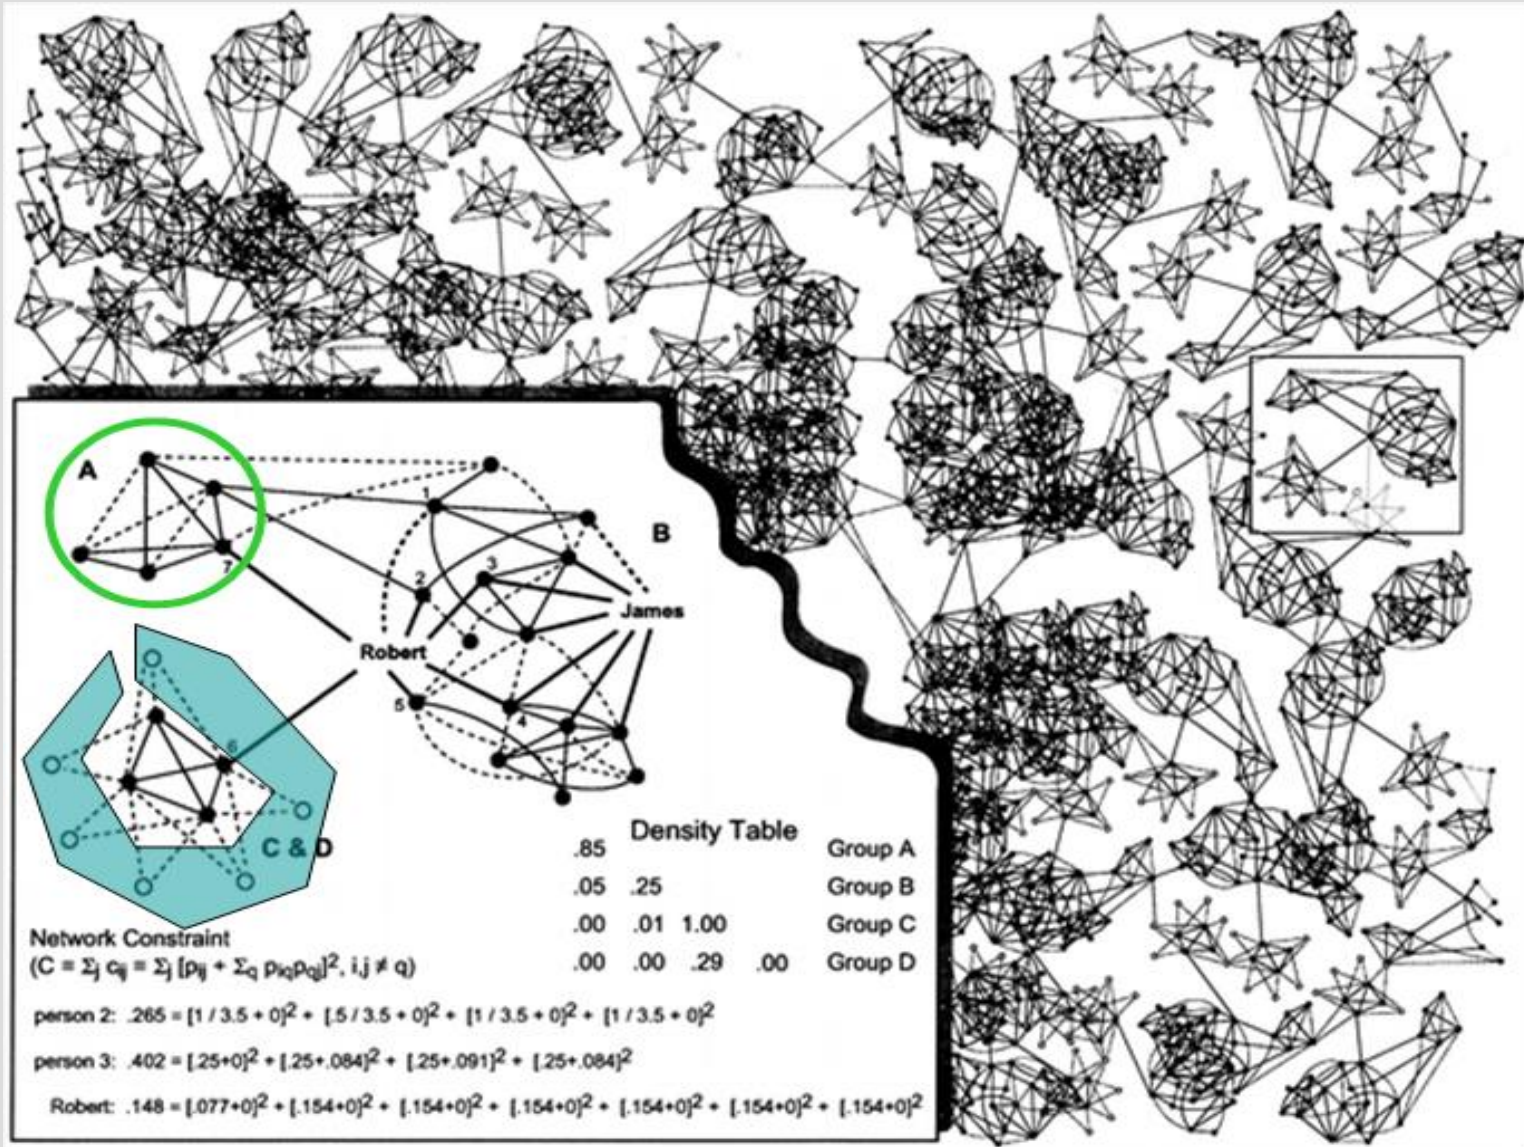 A
1
B
7
2
3
James
Robert
5
4
6
C & D
Density Table
.85 Group A
.05 .25 Group B
.00 .01 1.00 Group C
.00 .00 .29 .00 Group D
Network Constraint
(C = Σj cij = Σj [pij + Σq piqpqj]², i,j ≠ q)
person 2: .265 = [1 / 3.5 + 0]² + [.5 / 3.5 + 0]² + [1 / 3.5 + 0]² + [1 / 3.5 + 0]²
person 3: .402 = [.25+0]² + [.25+.084]² + [.25+.091]² + [.25+.084]²
Robert: .148 = [.077+0]² + [.154+0]² + [.154+0]² + [.154+0]² + [.154+0]² + [.154+0]² + [.154+0]²